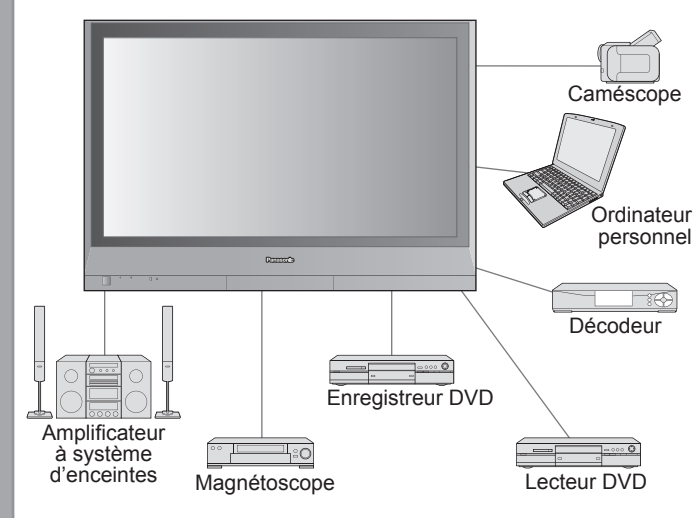 Caméscope
Ordinateur
personnel
Panasonic
Décodeur
Enregistreur DVD
Amplificateur
à système
d'enceintes
Magnétoscope
Lecteur DVD